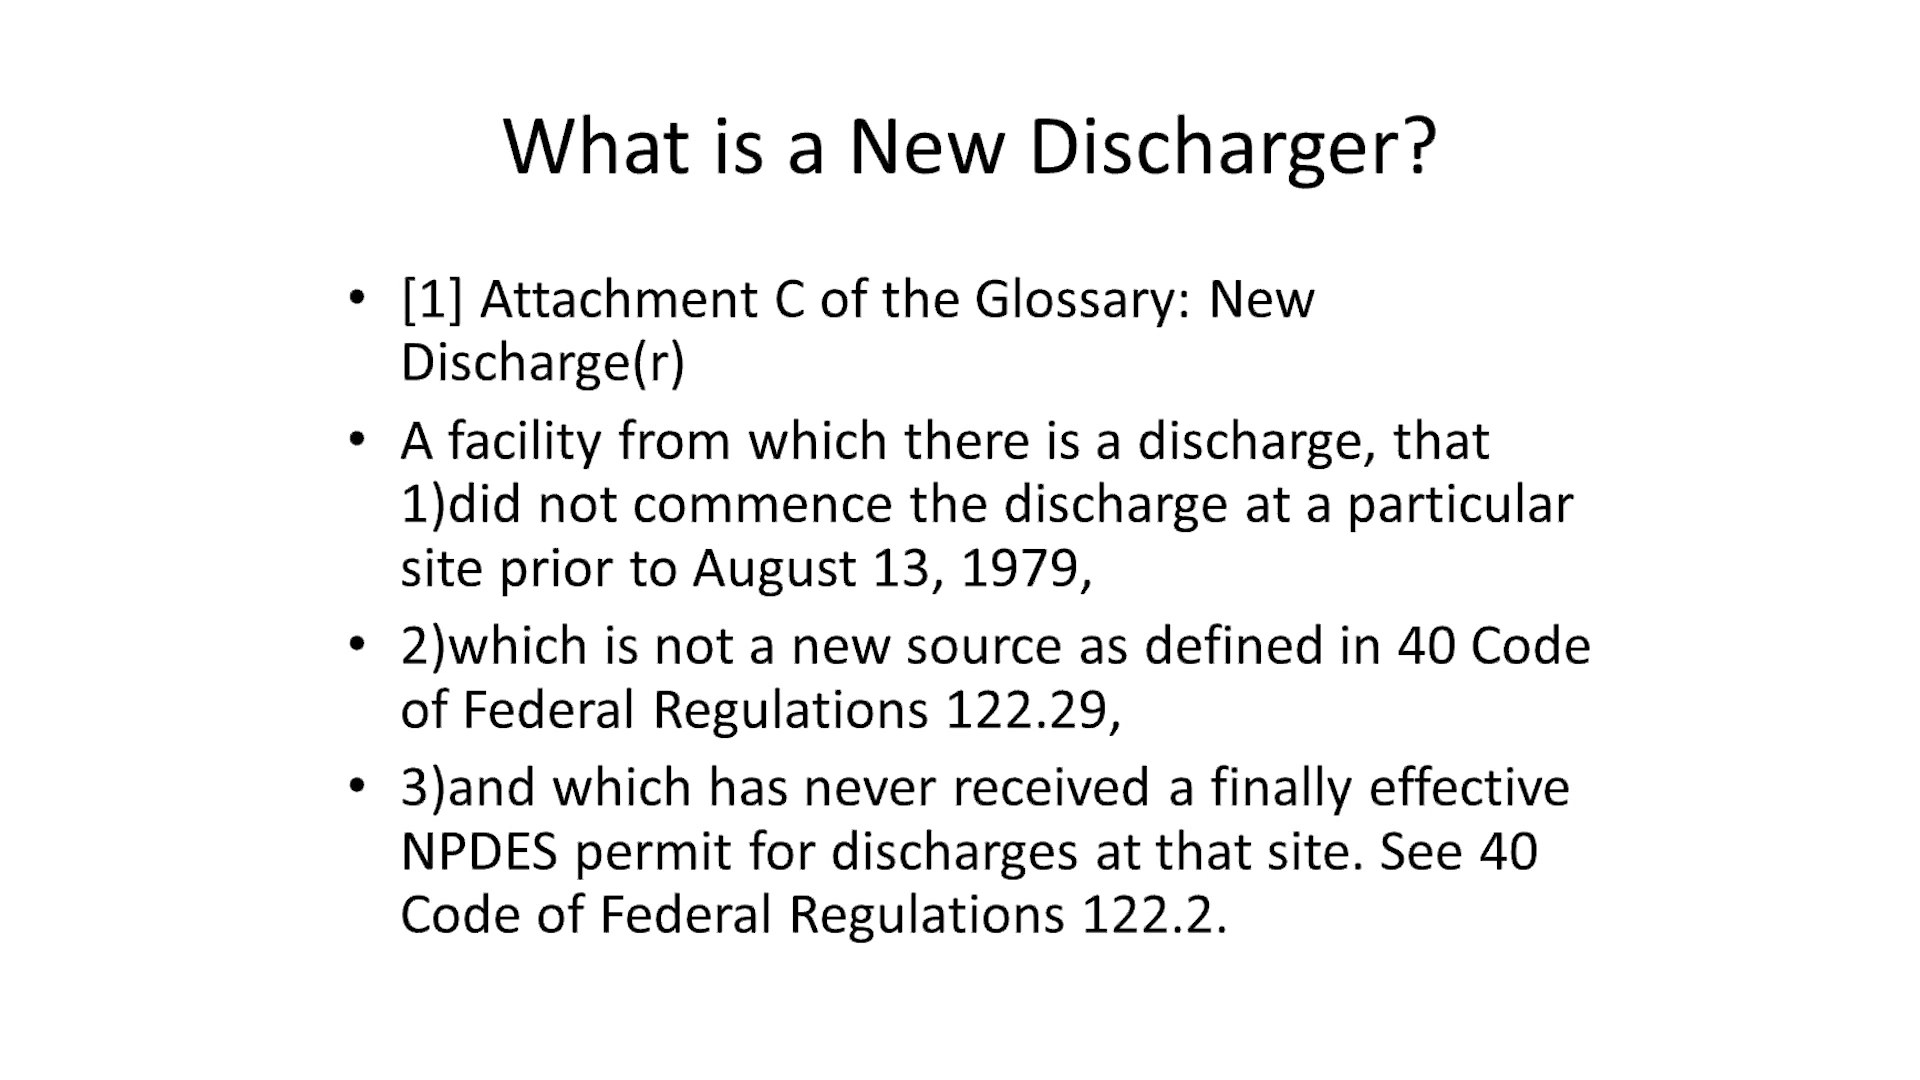 What is a New Discharger?
• [1] Attachment C of the Glossary: New
Discharge(r)
• A facility from which there is a discharge, that
1)did not commence the discharge at a particular
site prior to August 13, 1979,
• 2)which is not a new source as defined in 40 Code
of Federal Regulations 122.29,
• 3)and which has never received a finally effective
NPDES permit for discharges at that site. See 40
Code of Federal Regulations 122.2.